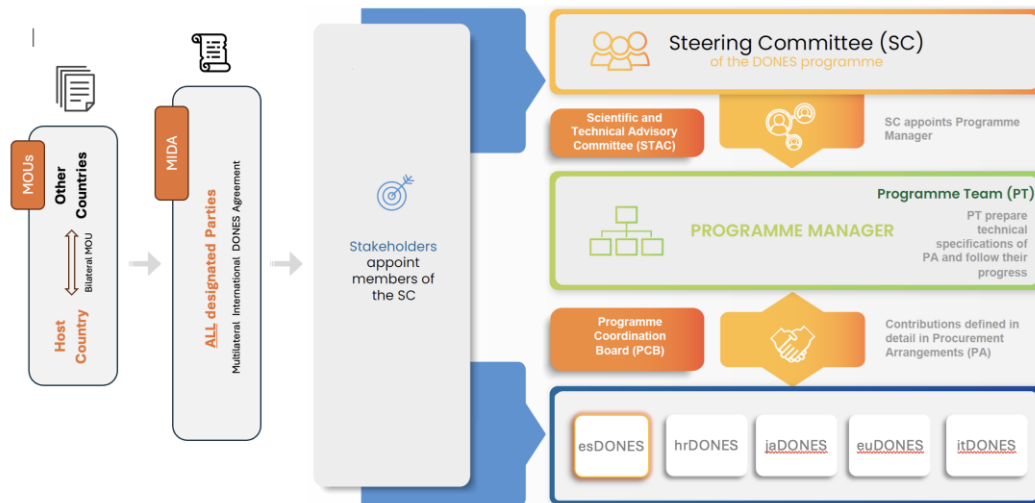 MOUs
Other
Countries
Bilateral MOU
Host
Country
MIDA
ALL designated Parties
Multilateral International DONES Agreement
Stakeholders
appoint
members of
the SC
Steering Committee (SC)
of the DONES programme
Scientific and
Technical Advisory
Committee (STAC)
SC appoints Programme
Manager
Programme Team (PT)
PROGRAMME MANAGER
PT prepare
technical
specifications of
PA and follow their
progress
Programme
Coordination
Board (PCB)
Contributions defined in
detail in Procurement
Arrangements (PA)
esDONES
hrDONES
jaDONES
euDONES
itDONES